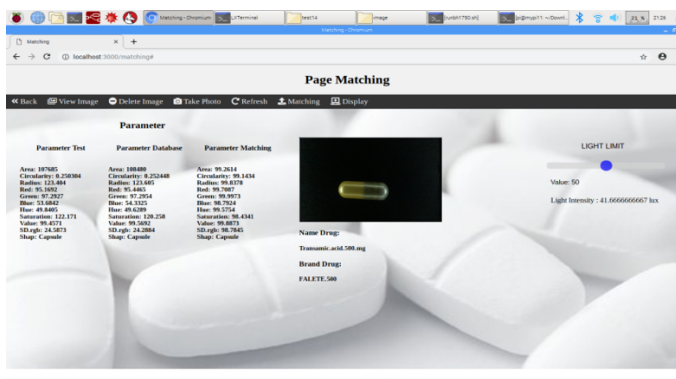 Matching - Chromium
LXTerminal
test14
image
21:26
Matching - Chromium
Matching
localhost:3000/matching#
Page Matching
Back View Image Delete Image Take Photo Refresh Matching Display
Parameter
Parameter Test
Area: 107685
Circularity: 0.250304
Radius: 123.404
Red: 95.1692
Green: 97.2927
Blue: 53.6842
Hue: 49.8405
Saturation: 122.171
Value: 99.4571
SD.rgb: 24.5873
Shap: Capsule
Parameter Database
Area: 108480
Circularity: 0.252448
Radius: 123.605
Red: 95.4465
Green: 97.2954
Blue: 54.3325
Hue: 49.6289
Saturation: 120.258
Value: 99.5692
SD.rgb: 24.2884
Shap: Capsule
Parameter Matching
Area: 99.2614
Circularity: 99.1434
Radius: 99.8378
Red: 99.7087
Green: 99.9973
Blue: 98.7924
Hue: 99.5754
Saturation: 98.4341
Value: 99.8873
SD.rgb: 98.7845
Shap: Capsule
Name Drug:
Transamic.acid.500.mg
Brand Drug:
FALETE.500
LIGHT LIMIT
Value: 50
Light Intensity : 41.6666666667 lux